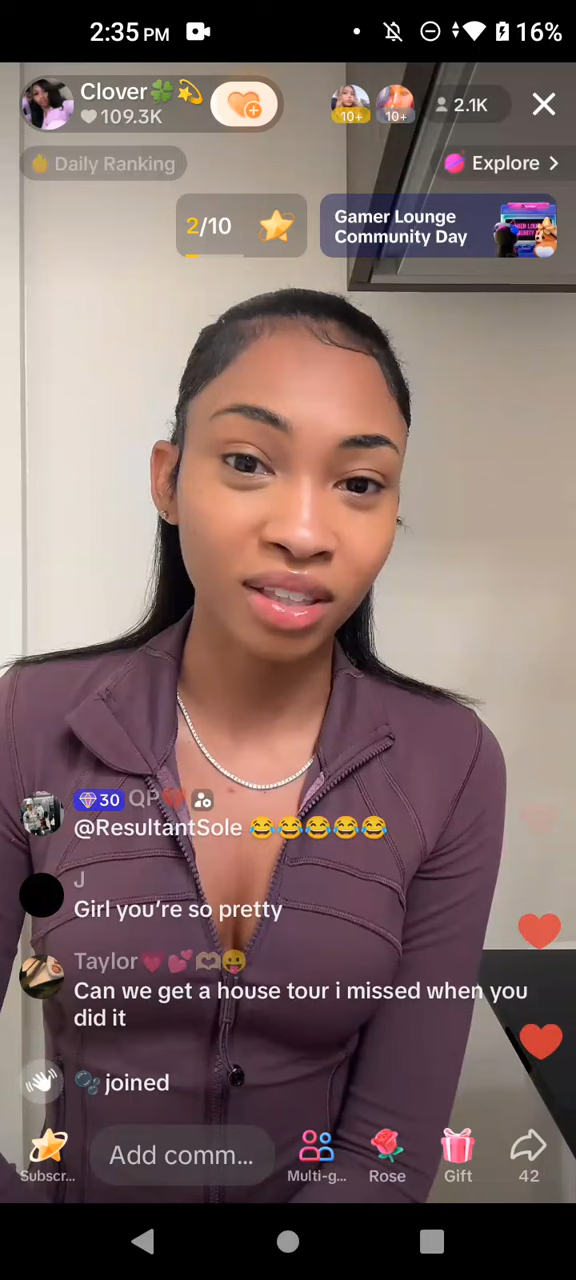 2:35 PM
16%
Clover🍀💫
109.3K
10+
10+
2.1K
Daily Ranking
Explore >
2/10
Gamer Lounge
Community Day
30 QP❤️
@ResultantSole 😂😂😂😂😂
J
Girl you're so pretty
Taylor💗💕🫶😛
Can we get a house tour i missed when you
did it
🫧 joined
Add comm...
Subscr...
Multi-g...
Rose
Gift
42